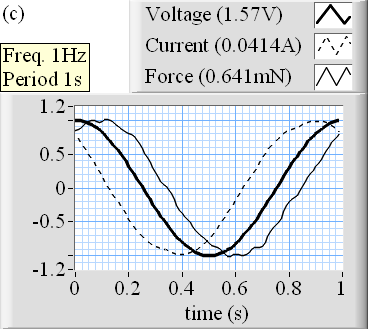 (c)
Voltage (1.57V)
Current (0.0414A)
Force (0.641mN)
Freq. 1Hz
Period 1s
1.2
0.5
0
-0.5
-1.2
0 0.2 0.4 0.6 0.8 1
time (s)